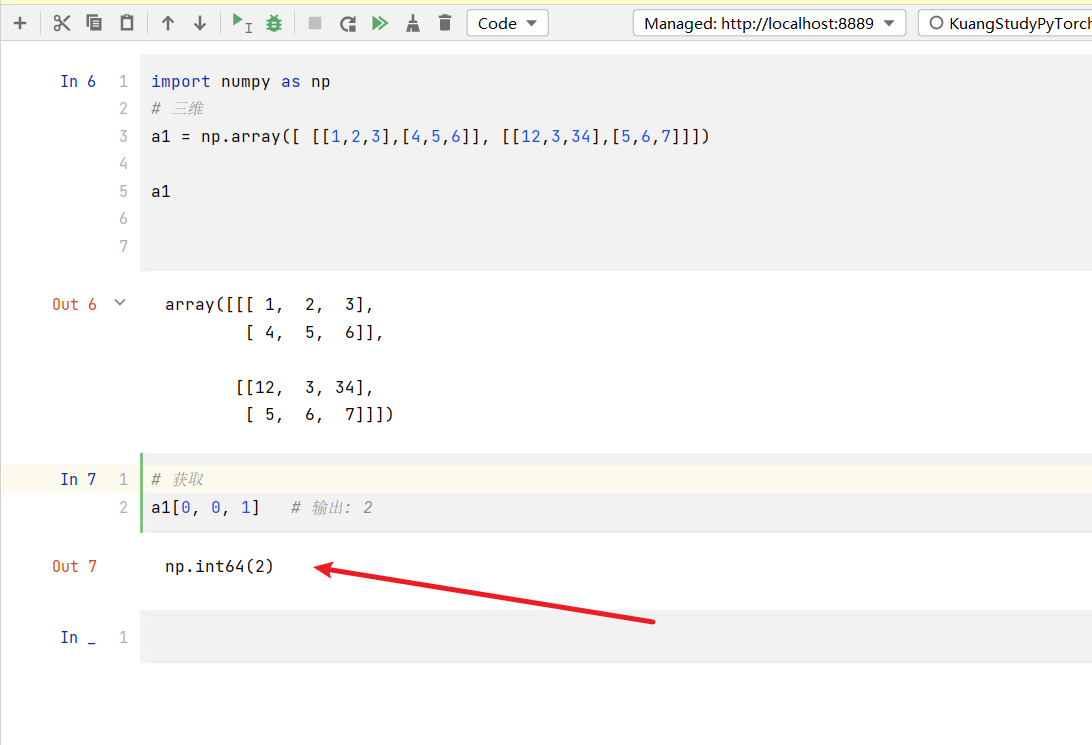 Code
Managed: http://localhost:8889
KuangStudyPyTorch
In 6
1 import numpy as np
2 # 三维
3 a1 = np.array([ [[1,2,3],[4,5,6]], [[12,3,34],[5,6,7]]])
4
5 a1
6
7
Out 6
array([[[ 1,  2,  3],
[ 4,  5,  6]],
[[12,  3, 34],
[ 5,  6,  7]]])
In 7
1 # 获取
2 a1[0, 0, 1]   # 输出: 2
Out 7
np.int64(2)
In _
1